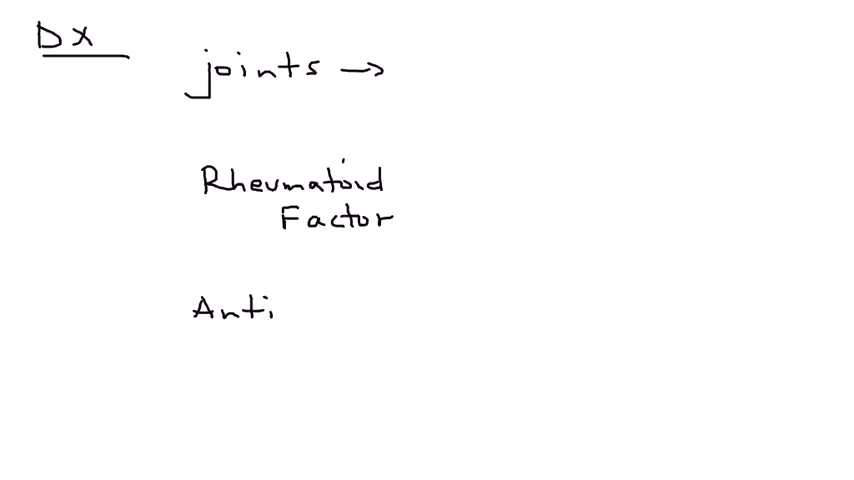 Dx
joints →
Rheumatoid
Factor
Anti